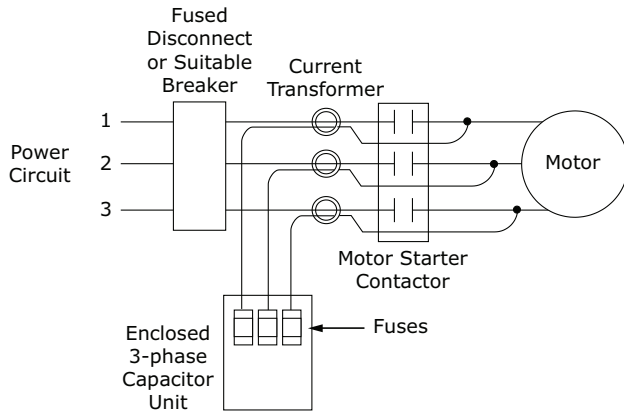 Fused
Disconnect
or Suitable
Breaker
Current
Transformer
1
Power
Circuit
2
3
Motor
Motor Starter
Contactor
Fuses
Enclosed
3-phase
Capacitor
Unit